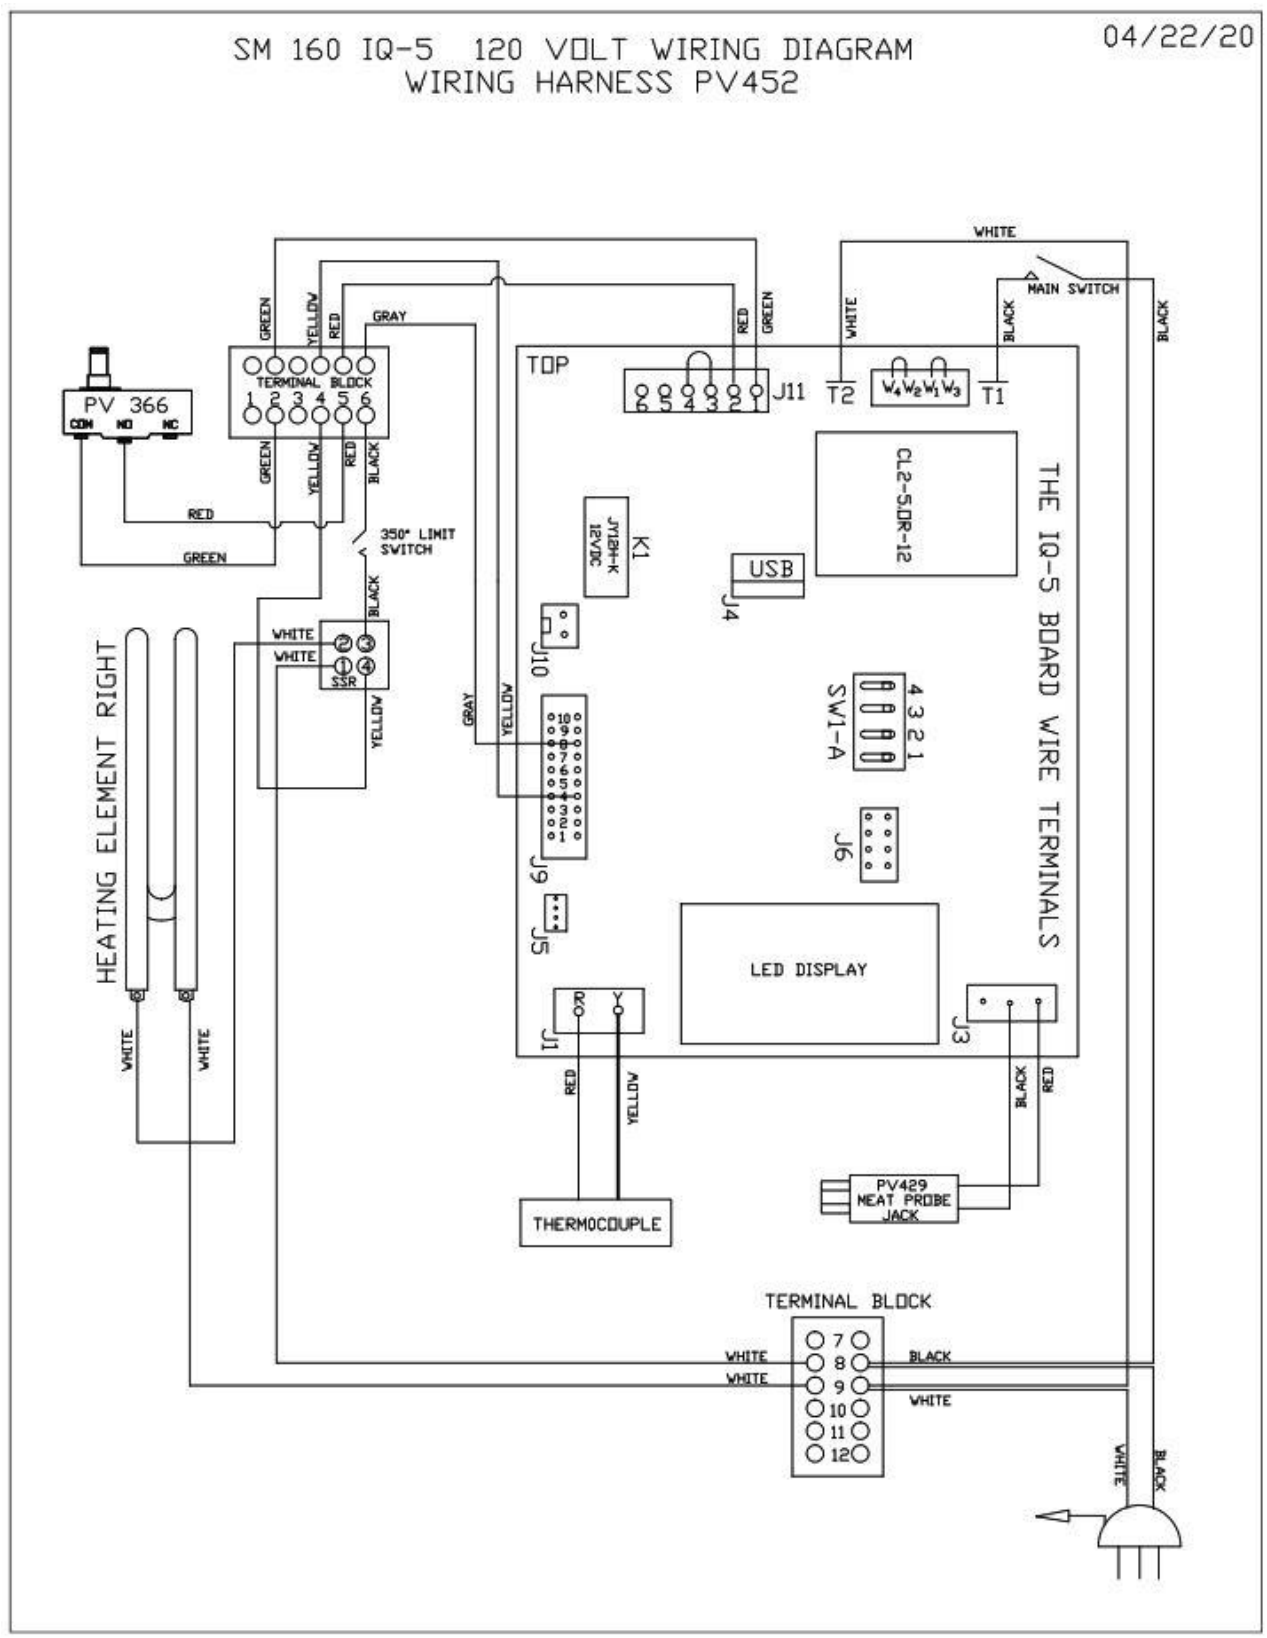 04/22/20
SM 160 IQ-5 120 VOLT WIRING DIAGRAM
WIRING HARNESS PV452
WHITE
MAIN SWITCH
WHITE
BLACK
BLACK
GREEN
YELLOW
RED
GRAY
RED
GREEN
TOP
TERMINAL BLOCK
1 2 3 4 5 6
PV 366
COM NO NC
6 5 4 3 2 1
J11
T2
W4 W2 W1 W3
T1
GREEN
YELLOW
RED
BLACK
RED
GREEN
350° LIMIT
SWITCH
BLACK
K1
JY12H-K
12VDC
CL2-5.0R-12
USB
J4
THE IQ-5 BOARD WIRE TERMINALS
J10
WHITE
WHITE
2 3
1 4
SSR
YELLOW
GRAY
YELLOW
HEATING ELEMENT RIGHT
10
9
8
7
6
5
4
3
2
1
J9
SW1-A
4 3 2 1
J6
J5
LED DISPLAY
R Y
J1
J3
WHITE
WHITE
RED
YELLOW
BLACK
RED
THERMOCOUPLE
PV429
MEAT PROBE
JACK
TERMINAL BLOCK
7
WHITE 8 BLACK
WHITE 9 WHITE
10
11
12
WHITE
BLACK